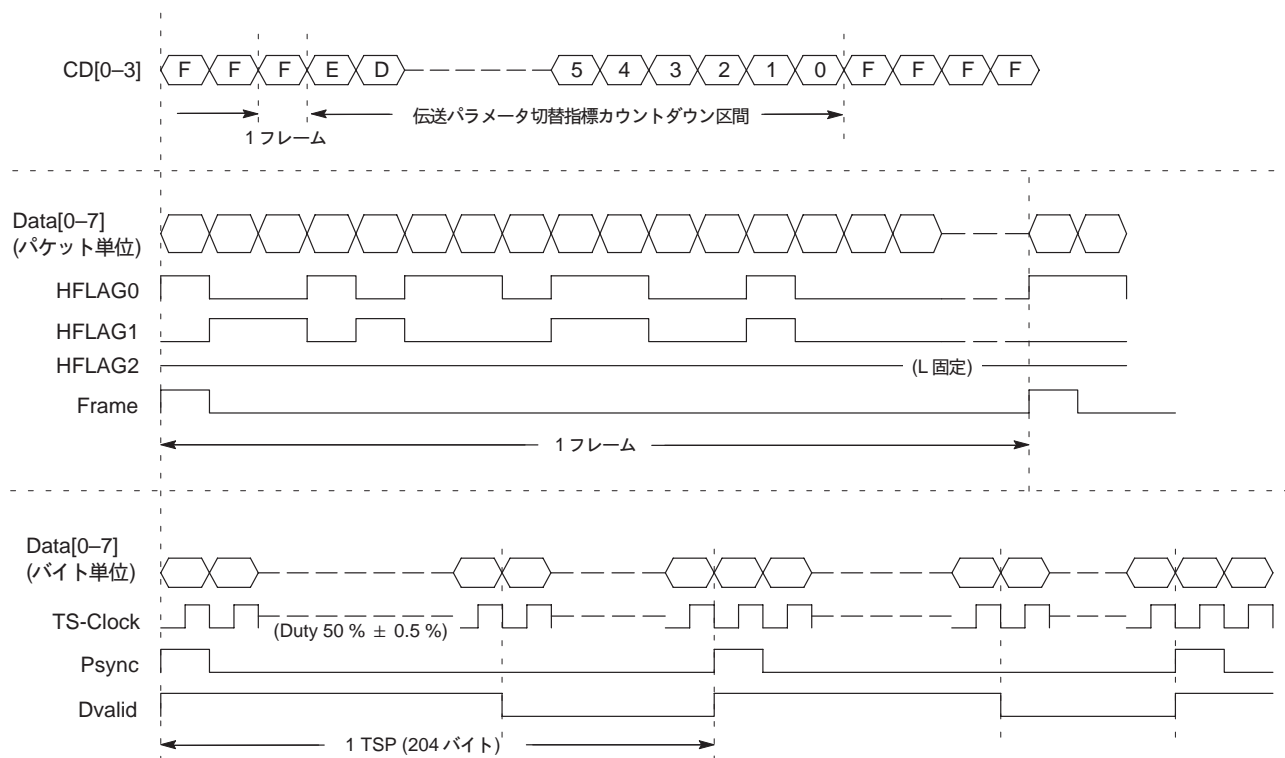 CD[0–3] F F F E D 5 4 3 2 1 0 F F F F
伝送パラメータ切替指標カウントダウン区間
1 フレーム
Data[0–7]
(パケット単位)
HFLAG0
HFLAG1
HFLAG2
(L 固定)
Frame
1 フレーム
Data[0–7]
(バイト単位)
TS-Clock
(Duty 50 % ± 0.5 %)
Psync
Dvalid
1 TSP (204 バイト)